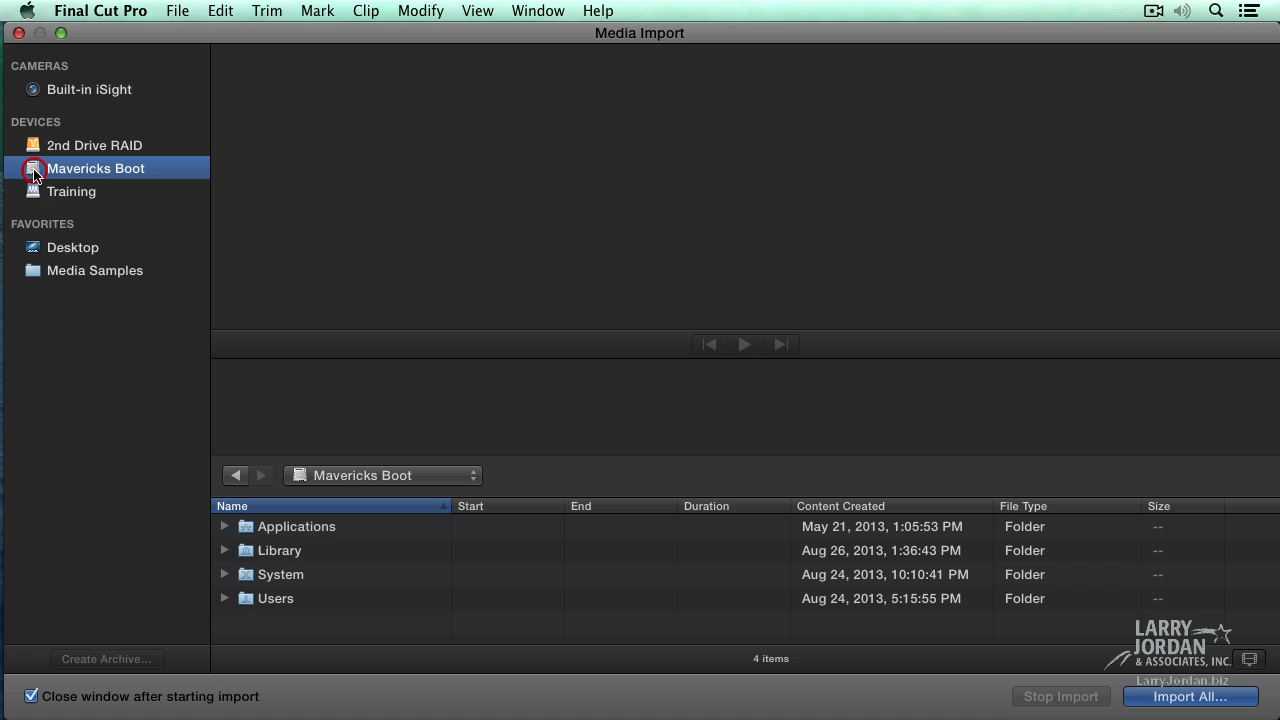 Final Cut Pro File Edit Trim Mark Clip Modify View Window Help
Media Import
CAMERAS
Built-in iSight
DEVICES
2nd Drive RAID
Mavericks Boot
Training
FAVORITES
Desktop
Media Samples
Mavericks Boot
Name Start End Duration Content Created File Type Size
Applications May 21, 2013, 1:05:53 PM Folder --
Library Aug 26, 2013, 1:36:43 PM Folder --
System Aug 24, 2013, 10:10:41 PM Folder --
Users Aug 24, 2013, 5:15:55 PM Folder --
LARRY
JORDAN
& ASSOCIATES, INC.
Create Archive... 4 items
LarryJordan.biz
Close window after starting import Stop Import Import All...